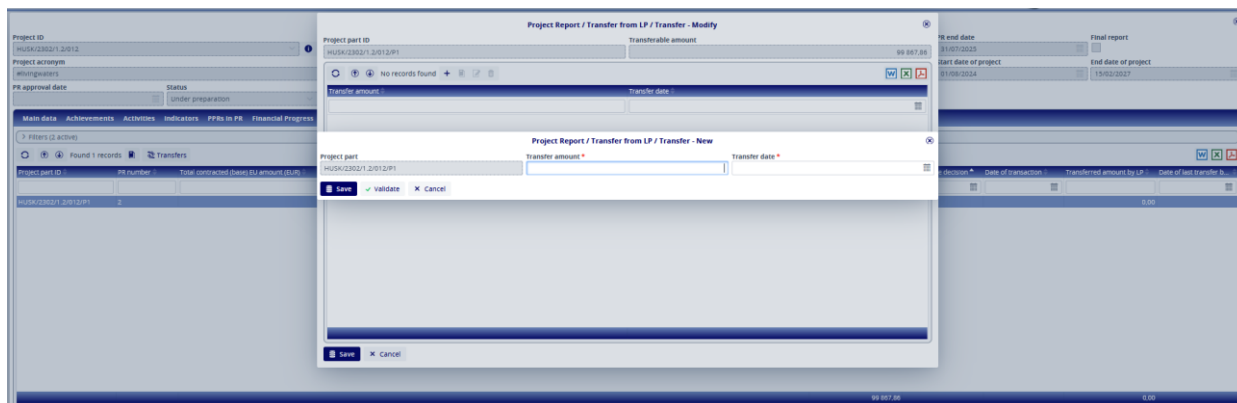 Project ID
HUSK/2302/1.2/012
Project acronym
#livingwaters
PR approval date
Status
Under preparation
Main data Achievements Activities Indicators PPRs in PR Financial Progress
Filters (2 active)
Found 1 records
Transfers
Project part ID PR number Total contracted (base) EU amount (EUR)
HUSK/2302/1.2/012/P1 2
Project Report / Transfer from LP / Transfer - Modify
Project part ID Transferable amount
HUSK/2302/1.2/012/P1 99 867,86
No records found
Transfer amount Transfer date
Project Report / Transfer from LP / Transfer - New
Project part Transfer amount * Transfer date *
HUSK/2302/1.2/012/P1
Save Validate Cancel
Save Cancel
PR end date Final report
31/07/2025
Start date of project End date of project
01/08/2024 15/02/2027
e decision Date of transaction Transferred amount by LP Date of last transfer b...
0,00
99 867,86 0,00